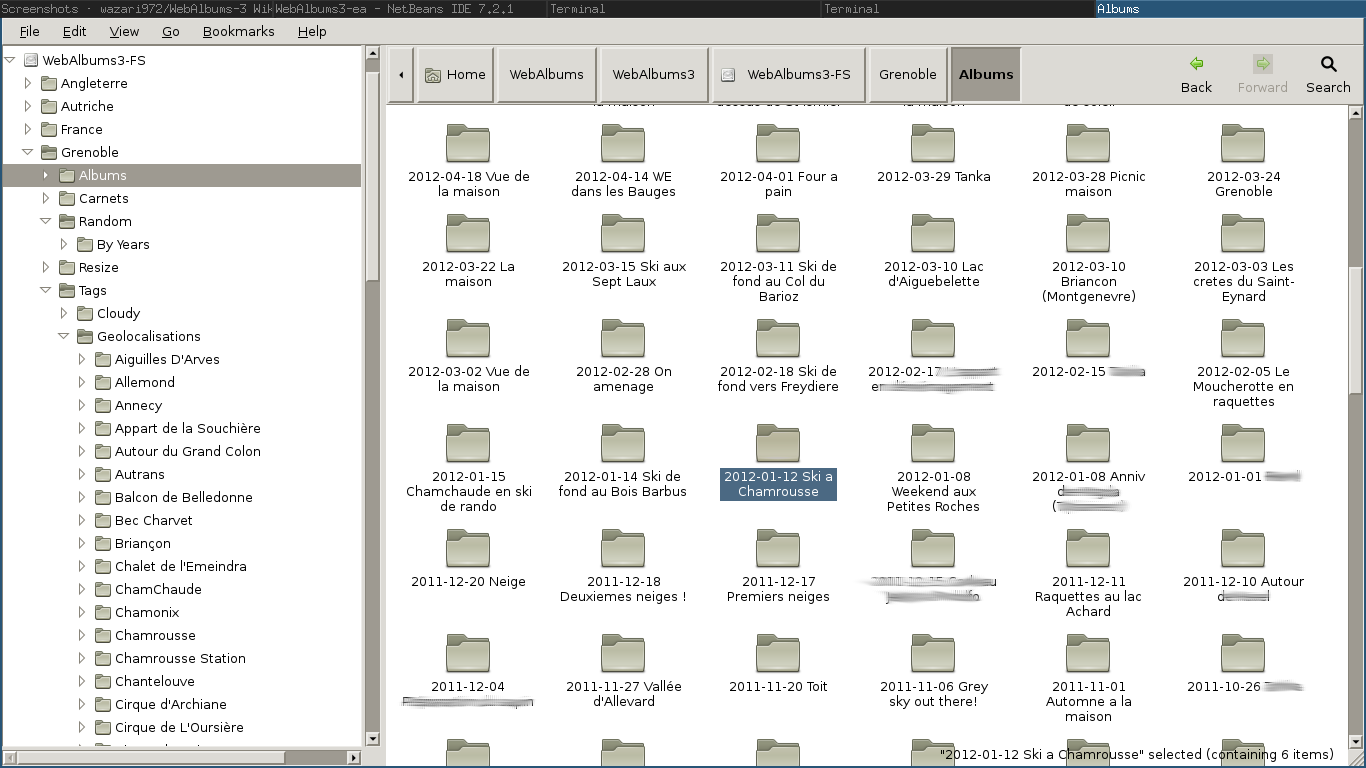 Screenshots · wazari972/WebAlbums-3 Wik
WebAlbums3-ea - NetBeans IDE 7.2.1
Terminal
Terminal
Albums
File Edit View Go Bookmarks Help
WebAlbums3-FS
Angleterre
Autriche
France
Grenoble
Albums
Carnets
Random
By Years
Resize
Tags
Cloudy
Geolocalisations
Aiguilles D'Arves
Allemond
Annecy
Appart de la Souchière
Autour du Grand Colon
Autrans
Balcon de Belledonne
Bec Charvet
Briançon
Chalet de l'Emeindra
ChamChaude
Chamonix
Chamrousse
Chamrousse Station
Chantelouve
Cirque d'Archiane
Cirque de L'Oursière
Home
WebAlbums
WebAlbums3
WebAlbums3-FS
Grenoble
Albums
Back
Forward
Search
2012-04-18 Vue de
la maison
2012-04-14 WE
dans les Bauges
2012-04-01 Four a
pain
2012-03-29 Tanka
2012-03-28 Picnic
maison
2012-03-24
Grenoble
2012-03-22 La
maison
2012-03-15 Ski aux
Sept Laux
2012-03-11 Ski de
fond au Col du
Barioz
2012-03-10 Lac
d'Aiguebelette
2012-03-10
Briancon
(Montgenevre)
2012-03-03 Les
cretes du Saint-
Eynard
2012-03-02 Vue de
la maison
2012-02-28 On
amenage
2012-02-18 Ski de
fond vers Freydiere
2012-02-17
2012-02-15
2012-02-05 Le
Moucherotte en
raquettes
2012-01-15
Chamchaude en ski
de rando
2012-01-14 Ski de
fond au Bois Barbus
2012-01-12 Ski a
Chamrousse
2012-01-08
Weekend aux
Petites Roches
2012-01-08 Anniv
2012-01-01
2011-12-20 Neige
2011-12-18
Deuxiemes neiges !
2011-12-17
Premiers neiges
2011-12-11
Raquettes au lac
Achard
2011-12-10 Autour
2011-12-04
2011-11-27 Vallée
d'Allevard
2011-11-20 Toit
2011-11-06 Grey
sky out there!
2011-11-01
Automne a la
maison
2011-10-26
"2012-01-12 Ski a Chamrousse" selected (containing 6 items)